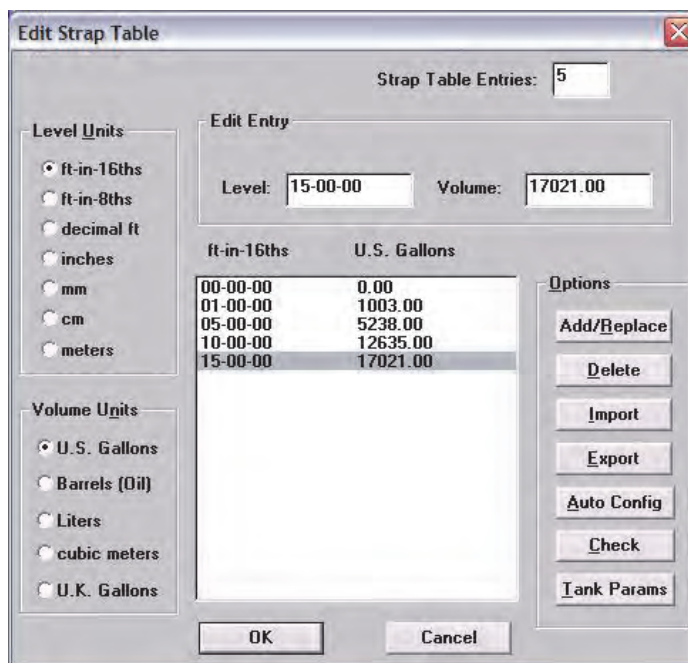 Edit Strap Table
Strap Table Entries: 5
Level Units
ft-in-16ths
ft-in-8ths
decimal ft
inches
mm
cm
meters
Volume Units
U.S. Gallons
Barrels (Oil)
Liters
cubic meters
U.K. Gallons
Edit Entry
Level: 15-00-00 Volume: 17021.00
ft-in-16ths U.S. Gallons
00-00-00 0.00
01-00-00 1003.00
05-00-00 5238.00
10-00-00 12635.00
15-00-00 17021.00
Options
Add/Replace
Delete
Import
Export
Auto Config
Check
Tank Params
OK Cancel